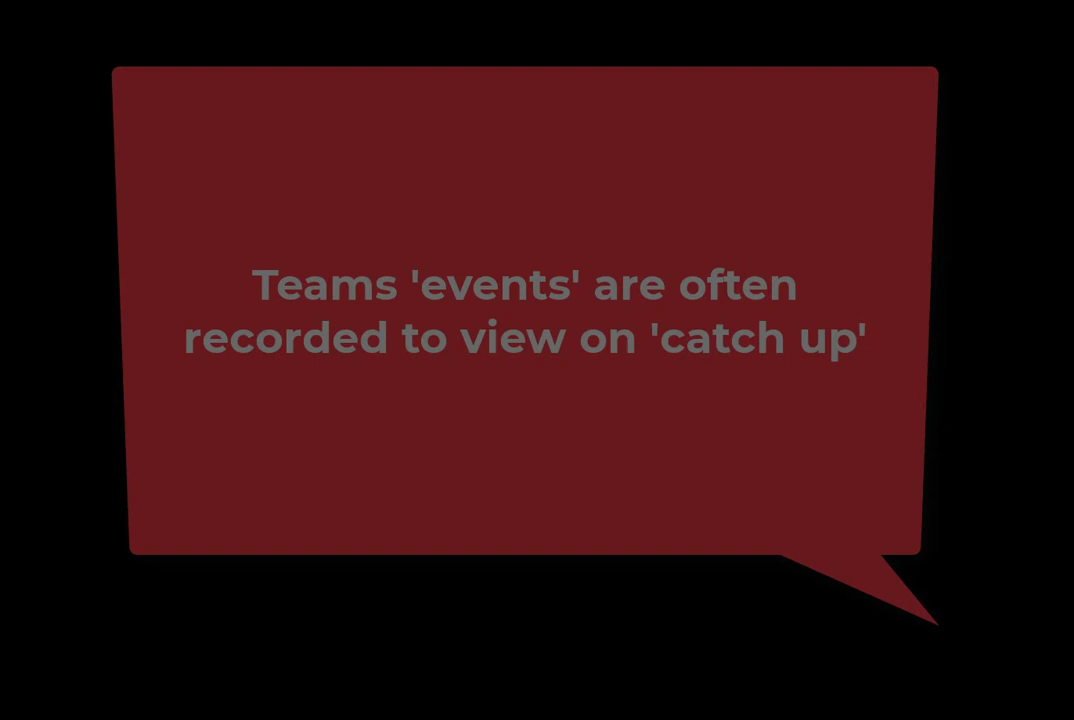 Teams 'events' are often
recorded to view on 'catch up'